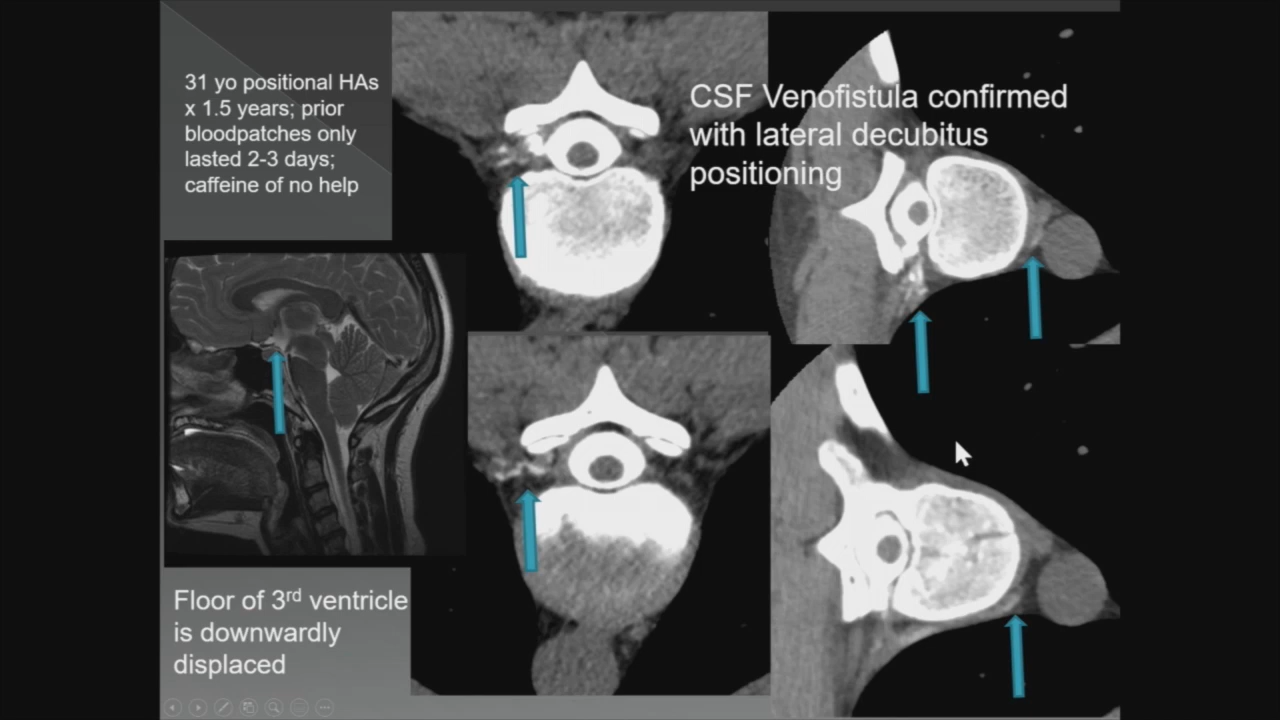 31 yo positional HAs
x 1.5 years; prior
bloodpatches only
lasted 2-3 days;
caffeine of no help
CSF Venofistula confirmed
with lateral decubitus
positioning
Floor of 3rd ventricle
is downwardly
displaced